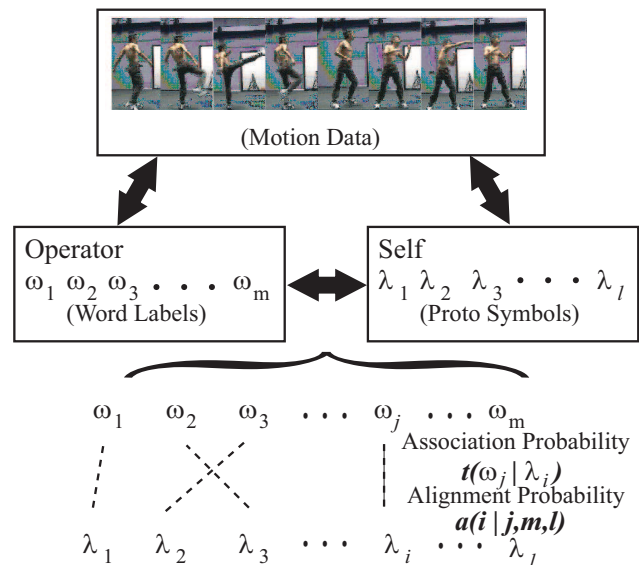 (Motion Data)
Operator
ω1 ω2 ω3 · · · ωm
(Word Labels)
Self
λ1 λ2 λ3 · · · λl
(Proto Symbols)
ω1 ω2 ω3 · · · ωj · · · ωm
Association Probability
t(ωj | λi)
Alignment Probability
a(i | j,m,l)
λ1 λ2 λ3 · · · λi · · · λl